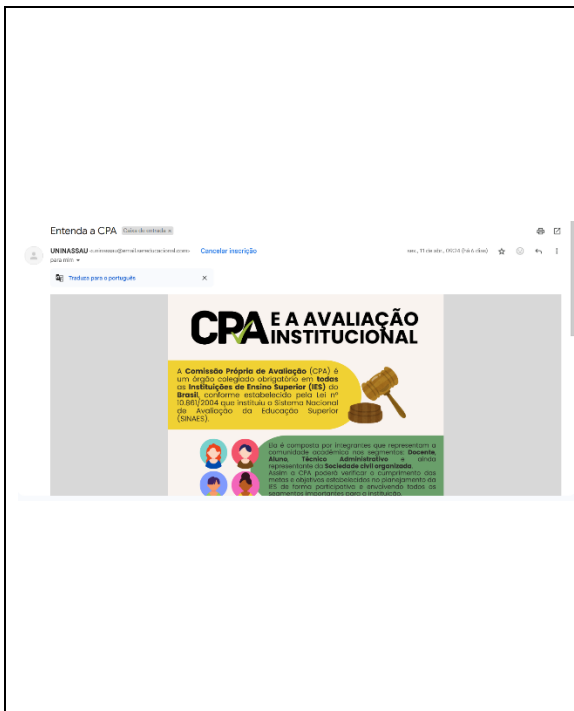 Entenda a CPA Caixa de entrada ×
UNINASSAU Cancelar inscrição
para mim
Traduza para o português ×
CPA E A AVALIAÇÃO
INSTITUCIONAL
A Comissão Própria de Avaliação (CPA) é
um órgão colegiado obrigatório em todas
as Instituições de Ensino Superior (IES) do
Brasil, conforme estabelecido pela Lei nº
10.861/2004 que instituiu o Sistema Nacional
de Avaliação da Educação Superior
(SINAES).
Ela é composta por integrantes que representam a
comunidade acadêmica nos segmentos: Docente,
Aluno, Técnico Administrativo e ainda
representante da Sociedade civil organizada.
Assim a CPA poderá verificar o cumprimento das
metas e objetivos estabelecidos no planejamento da
IES de forma participativa e envolvendo todos os
segmentos importantes para a instituição.